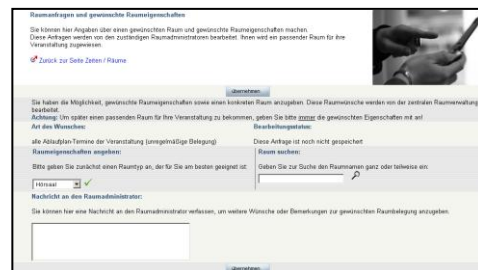 Raumanfragen und gewünschte Raumeigenschaften
Sie können hier Angaben über einen gewünschten Raum und gewünschte Raumeigenschaften machen.
Diese Anfragen werden von den zuständigen Raumadministratoren bearbeitet. Ihnen wird ein passender Raum für ihre
Veranstaltung zugewiesen.
Zurück zur Seite Zeiten / Räume
übernehmen
Sie haben die Möglichkeit, gewünschte Raumeigenschaften sowie einen konkreten Raum anzugeben. Diese Raumwünsche werden von der zentralen Raumverwaltung
bearbeitet.
Achtung: Um später einen passenden Raum für Ihre Veranstaltung zu bekommen, geben Sie bitte immer die gewünschten Eigenschaften mit an!
Art des Wunsches:
Bearbeitungsstatus:
alle Ablaufplan-Termine der Veranstaltung (unregelmäßige Belegung)
Diese Anfrage ist noch nicht gespeichert
Raumeigenschaften angeben:
Raum suchen:
Bitte geben Sie zunächst einen Raumtyp an, der für Sie am besten geeignet ist:
Geben Sie zur Suche den Raumnamen ganz oder teilweise ein:
Hörsaal
Nachricht an den Raumadministrator:
Sie können hier eine Nachricht an den Raumadministrator verfassen, um weitere Wünsche oder Bemerkungen zur gewünschten Raumbelegung anzugeben.
übernehmen